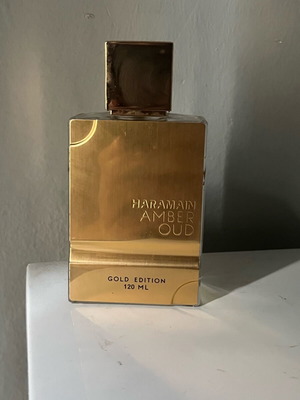 HARAMAIN
AMBER
OUD
GOLD EDITION
120 ML